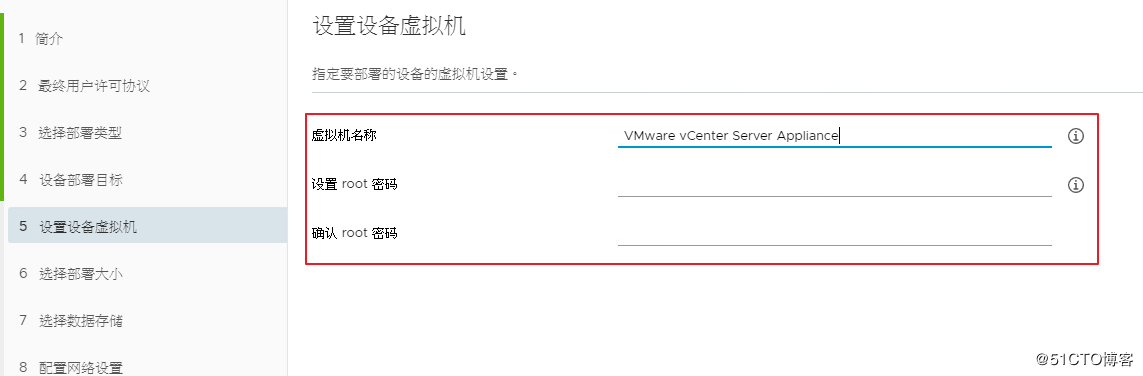 1 简介
2 最终用户许可协议
3 选择部署类型
4 设备部署目标
5 设置设备虚拟机
6 选择部署大小
7 选择数据存储
8 配置网络设置
设置设备虚拟机
指定要部署的设备的虚拟机设置。
虚拟机名称 VMware vCenter Server Appliance
设置 root 密码
确认 root 密码
@51CTO博客